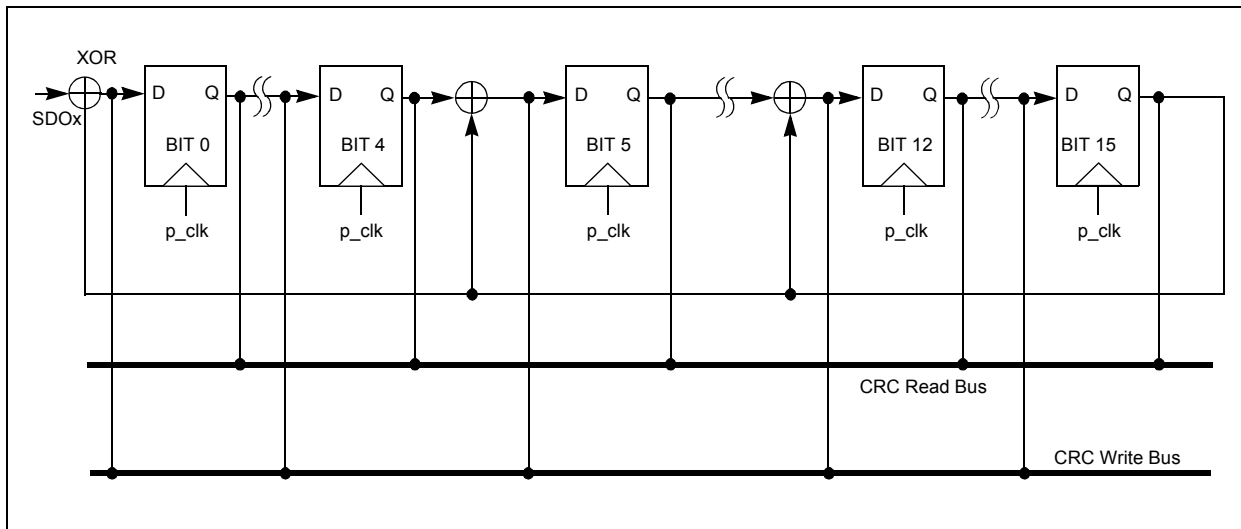 XOR
SDOx
D Q
BIT 0
p_clk
D Q
BIT 4
p_clk
D Q
BIT 5
p_clk
D Q
BIT 12
p_clk
D Q
BIT 15
p_clk
CRC Read Bus
CRC Write Bus